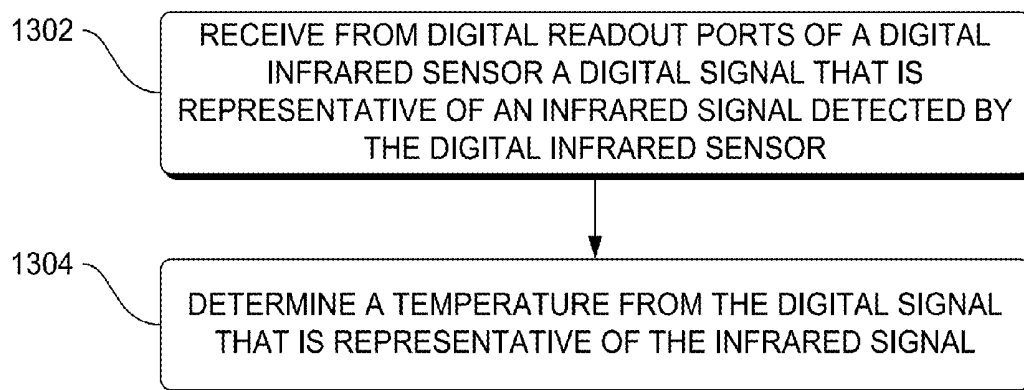 1302
RECEIVE FROM DIGITAL READOUT PORTS OF A DIGITAL
INFRARED SENSOR A DIGITAL SIGNAL THAT IS
REPRESENTATIVE OF AN INFRARED SIGNAL DETECTED BY
THE DIGITAL INFRARED SENSOR
1304
DETERMINE A TEMPERATURE FROM THE DIGITAL SIGNAL
THAT IS REPRESENTATIVE OF THE INFRARED SIGNAL